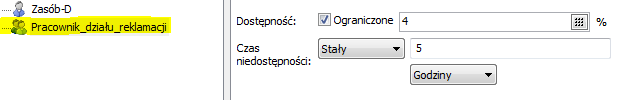 Zasób-D
Pracownik_działu_reklamacji
Dostępność: Ograniczone 4 %
Czas niedostępności: Stały 5
Godziny